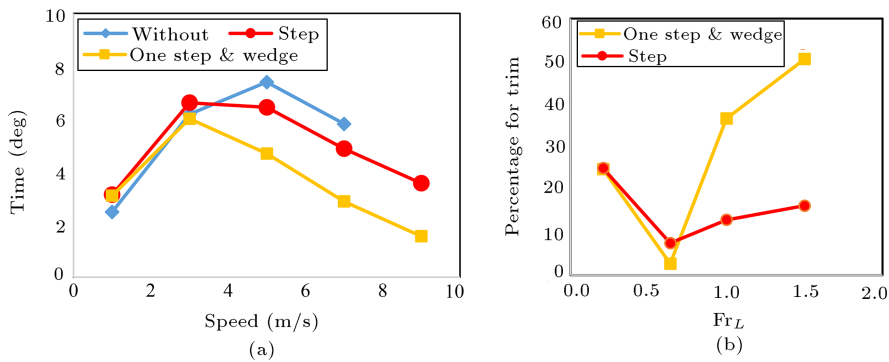 10
8
6
4
2
0
Time (deg)
Without Step
One step & wedge
0 2 4 6 8 10
Speed (m/s)
(a)
60
50
40
30
20
10
0
Percentage for trim
One step & wedge
Step
0.0 0.5 1.0 1.5 2.0
Fr_L
(b)